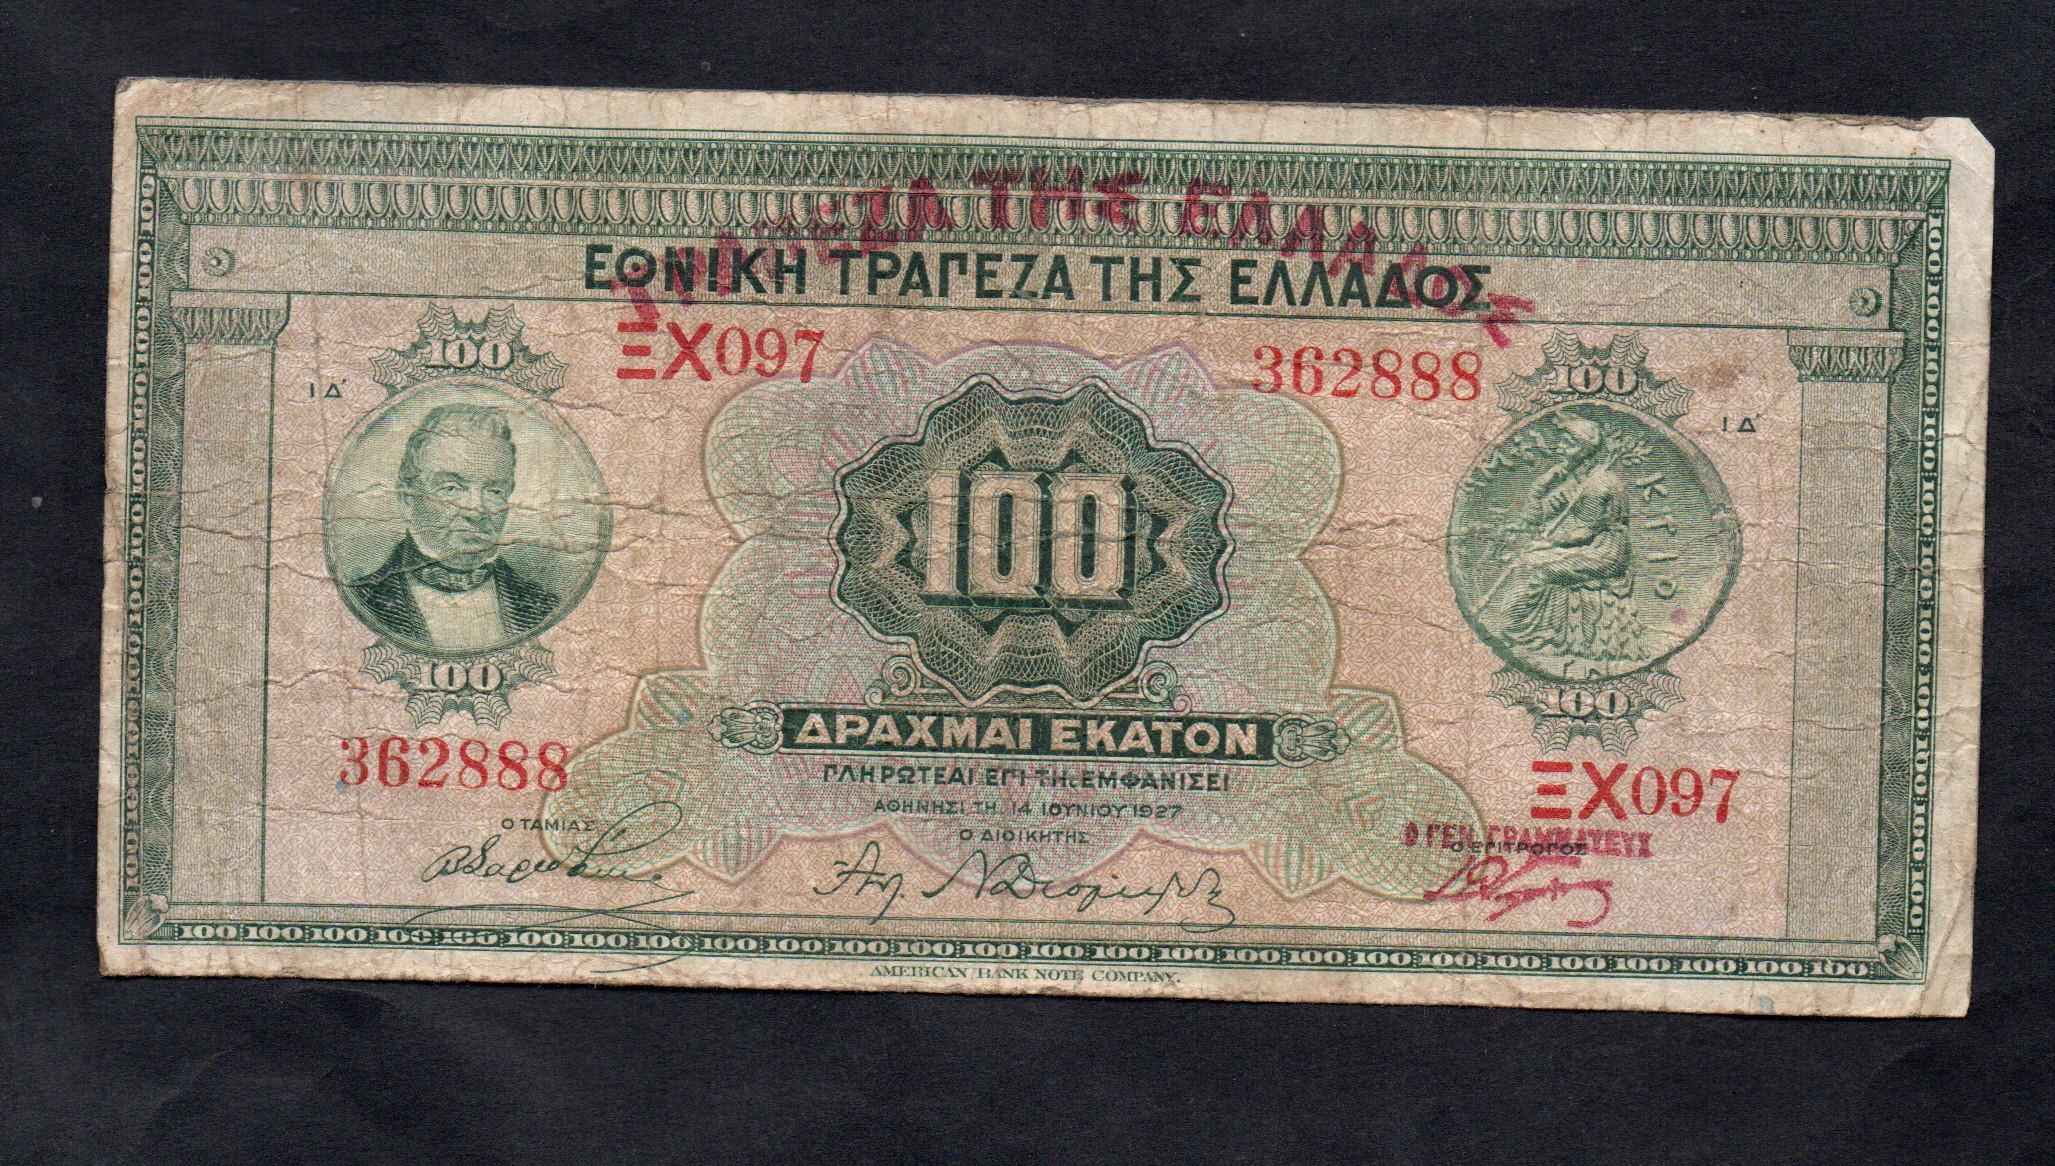 ΤΡΑΠΕΖΑ ΤΗΣ ΕΛΛΑΔΟΣ
ΕΘΝΙΚΗ ΤΡΑΠΕΖΑ ΤΗΣ ΕΛΛΑΔΟΣ
ΞΧ097 362888
100 100
ΙΔ΄ ΙΔ΄
100
100 100
362888 ΞΧ097
ΔΡΑΧΜΑΙ ΕΚΑΤΟΝ
ΠΛΗΡΩΤΕΑΙ ΕΠΙ ΤΗ ΕΜΦΑΝΙΣΕΙ
ΑΘΗΝΗΣΙ ΤΗ 14 ΙΟΥΝΙΟΥ 1927
Ο ΤΑΜΙΑΣ Ο ΔΙΟΙΚΗΤΗΣ Ο ΕΠΙΤΡΟΠΟΣ
Ο ΓΕΝ. ΓΡΑΜΜΑΤΕΥΣ
AMERICAN BANK NOTE COMPANY.